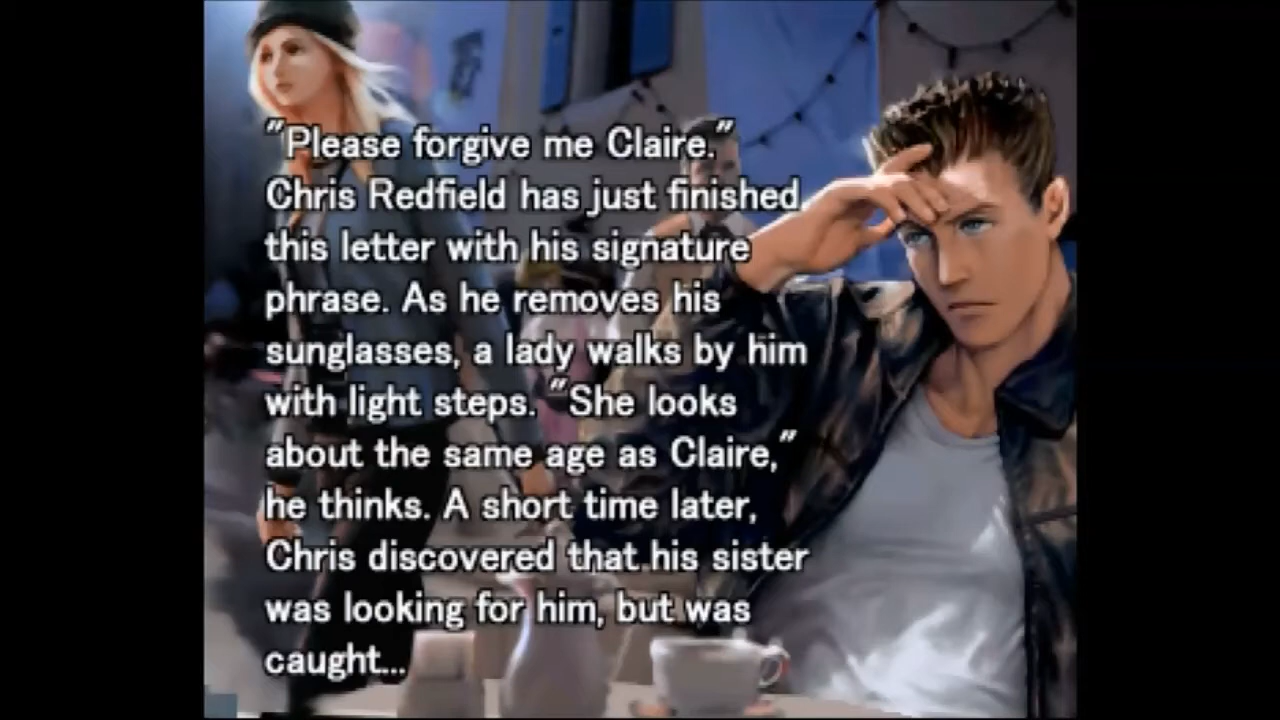 "Please forgive me Claire."
Chris Redfield has just finished
this letter with his signature
phrase. As he removes his
sunglasses, a lady walks by him
with light steps. "She looks
about the same age as Claire,"
he thinks. A short time later,
Chris discovered that his sister
was looking for him, but was
caught...